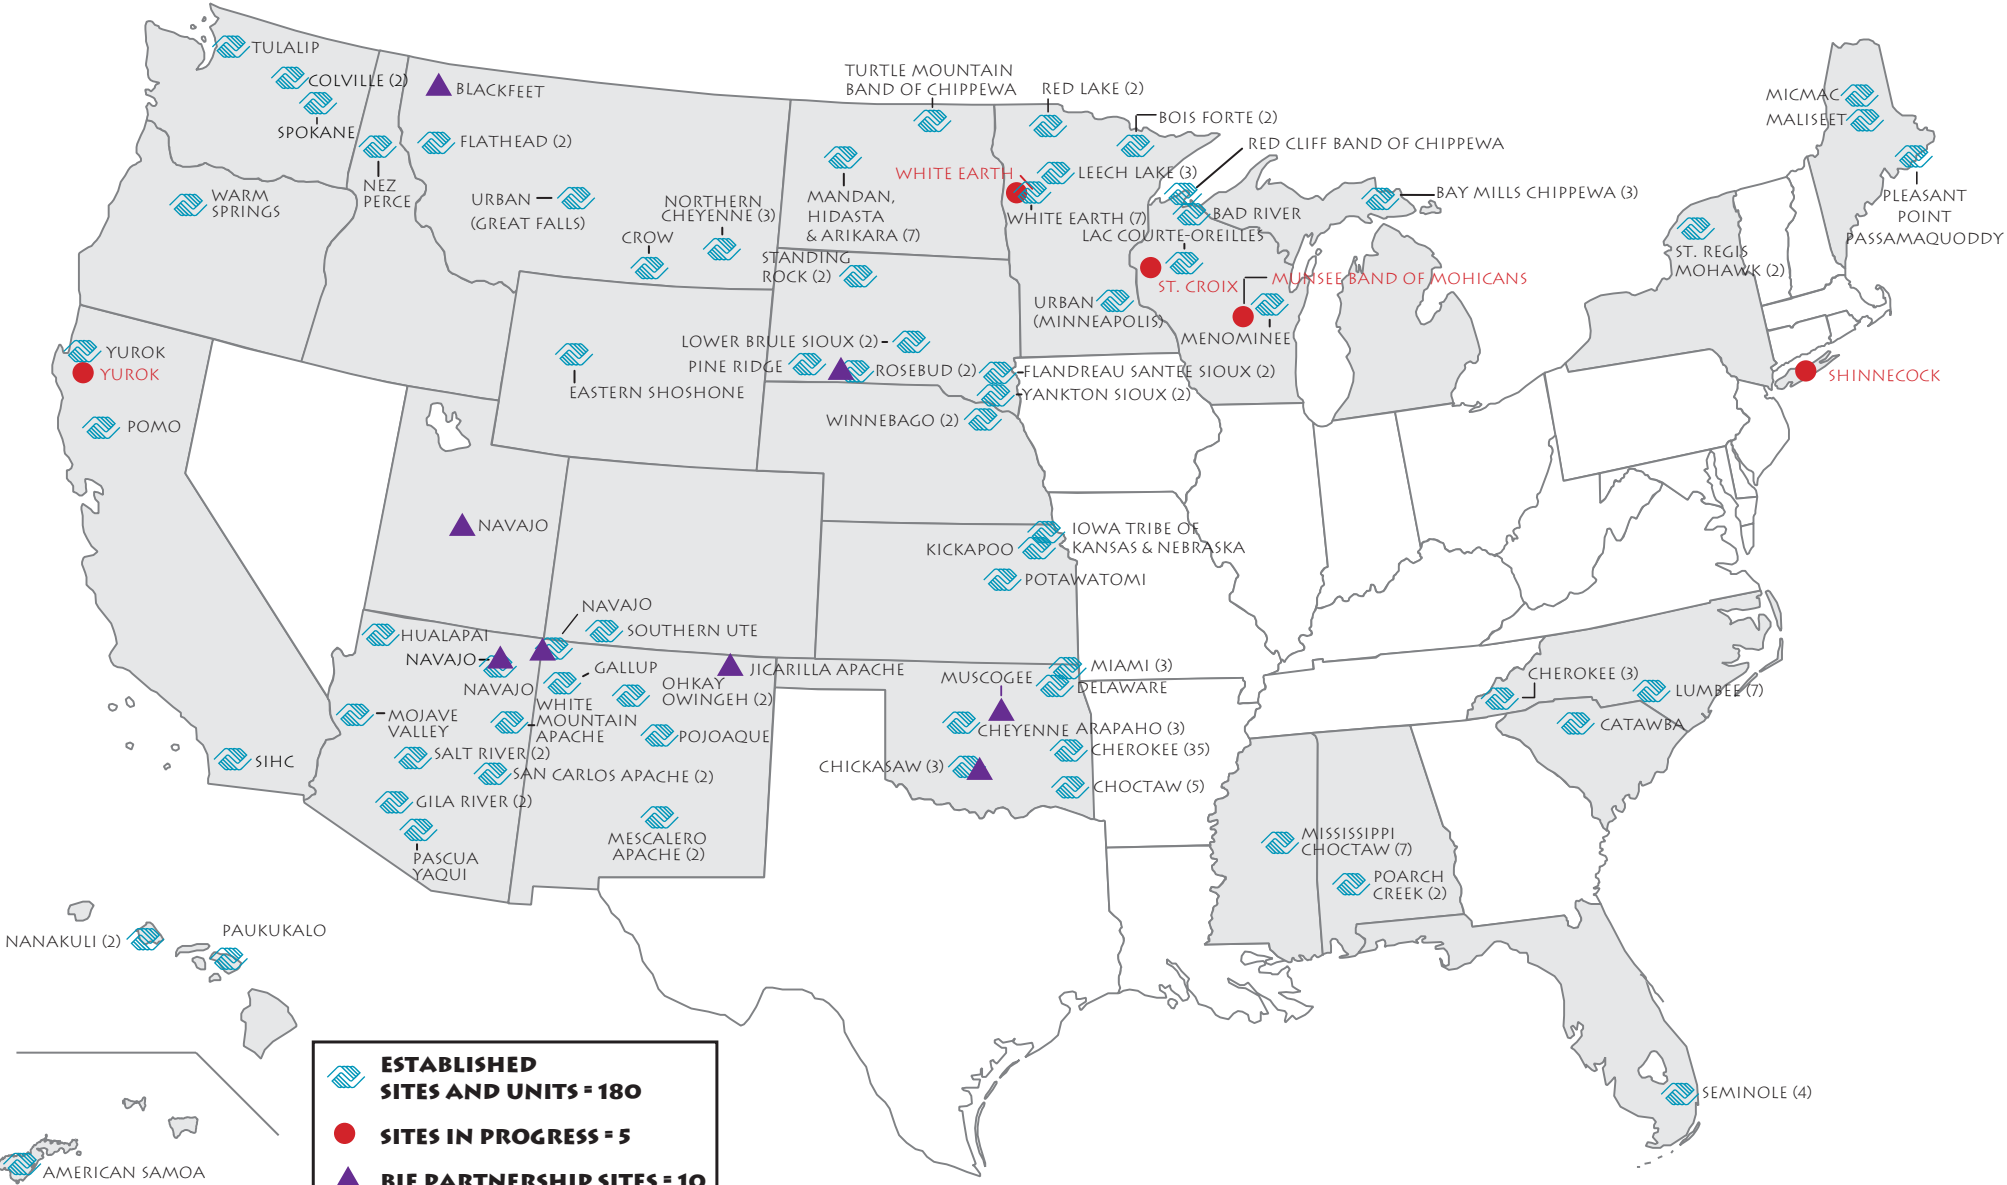 TULALIP
COLVILLE (2)
SPOKANE
NEZ
PERCE
WARM
SPRINGS
BLACKFEET
FLATHEAD (2)
URBAN
(GREAT FALLS)
CROW
NORTHERN
CHEYENNE (3)
TURTLE MOUNTAIN
BAND OF CHIPPEWA
MANDAN,
HIDASTA
& ARIKARA (7)
STANDING
ROCK (2)
RED LAKE (2)
BOIS FORTE (2)
RED CLIFF BAND OF CHIPPEWA
WHITE EARTH
LEECH LAKE (3)
WHITE EARTH (7)
BAD RIVER
LAC COURTE-OREILLES
BAY MILLS CHIPPEWA (3)
ST. CROIX
MUNSEE BAND OF MOHICANS
URBAN
(MINNEAPOLIS)
MENOMINEE
MICMAC
MALISEET
PLEASANT
POINT
PASSAMAQUODDY
ST. REGIS
MOHAWK (2)
SHINNECOCK
YUROK
YUROK
POMO
EASTERN SHOSHONE
LOWER BRULE SIOUX (2)
PINE RIDGE
ROSEBUD (2)
FLANDREAU SANTEE SIOUX (2)
YANKTON SIOUX (2)
WINNEBAGO (2)
NAVAJO
IOWA TRIBE OF
KANSAS & NEBRASKA
KICKAPOO
POTAWATOMI
NAVAJO
SOUTHERN UTE
HUALAPAI
NAVAJO
NAVAJO
GALLUP
JICARILLA APACHE
OHKAY
OWINGEH (2)
WHITE
MOUNTAIN
APACHE
POJOAQUE
MOJAVE
VALLEY
SALT RIVER (2)
SAN CARLOS APACHE (2)
SIHC
GILA RIVER (2)
PASCUA
YAQUI
MESCALERO
APACHE (2)
MUSCOGEE
MIAMI (3)
DELAWARE
CHEYENNE ARAPAHO (3)
CHEROKEE (35)
CHICKASAW (3)
CHOCTAW (5)
CHEROKEE (3)
LUMBEE (7)
CATAWBA
MISSISSIPPI
CHOCTAW (7)
POARCH
CREEK (2)
SEMINOLE (4)
NANAKULI (2)
PAUKUKALO
AMERICAN SAMOA
ESTABLISHED
SITES AND UNITS = 180
SITES IN PROGRESS = 5
BIE PARTNERSHIP SITES = 10